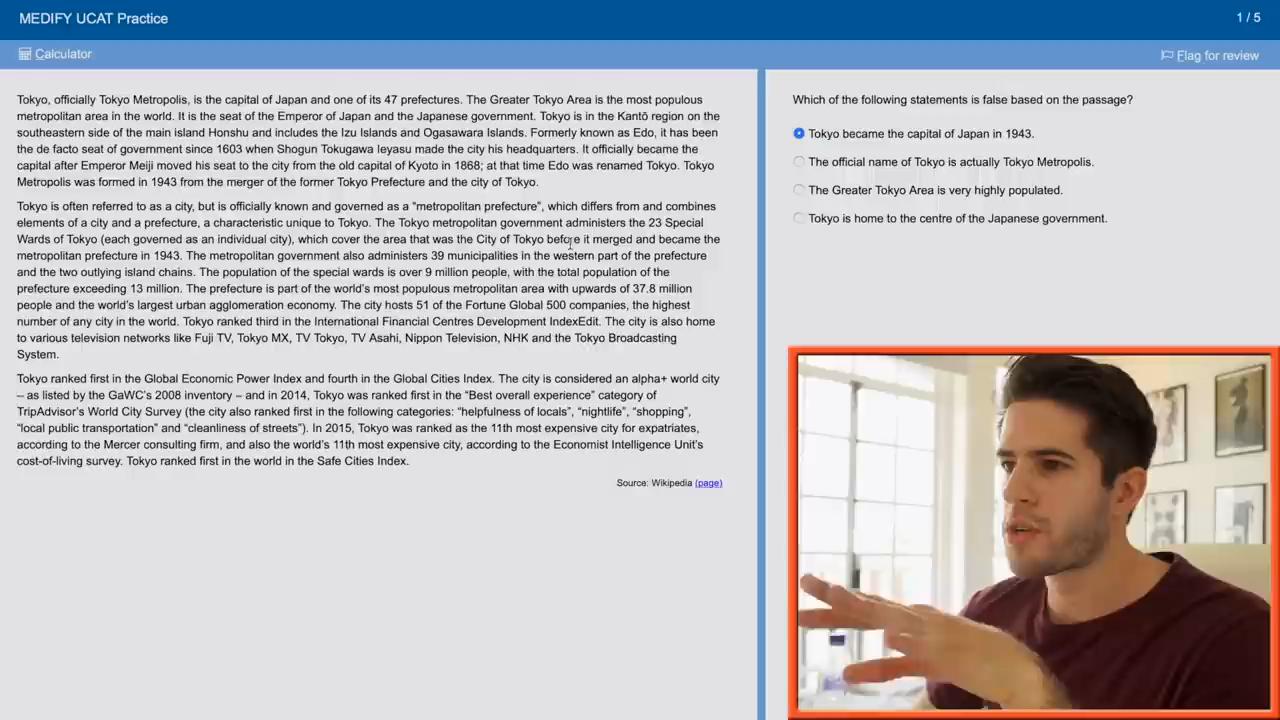 MEDIFY UCAT Practice
1 / 5
Calculator
Flag for review
Tokyo, officially Tokyo Metropolis, is the capital of Japan and one of its 47 prefectures. The Greater Tokyo Area is the most populous
metropolitan area in the world. It is the seat of the Emperor of Japan and the Japanese government. Tokyo is in the Kantō region on the
southeastern side of the main island Honshu and includes the Izu Islands and Ogasawara Islands. Formerly known as Edo, it has been
the de facto seat of government since 1603 when Shogun Tokugawa Ieyasu made the city his headquarters. It officially became the
capital after Emperor Meiji moved his seat to the city from the old capital of Kyoto in 1868; at that time Edo was renamed Tokyo. Tokyo
Metropolis was formed in 1943 from the merger of the former Tokyo Prefecture and the city of Tokyo.
Tokyo is often referred to as a city, but is officially known and governed as a "metropolitan prefecture", which differs from and combines
elements of a city and a prefecture, a characteristic unique to Tokyo. The Tokyo metropolitan government administers the 23 Special
Wards of Tokyo (each governed as an individual city), which cover the area that was the City of Tokyo before it merged and became the
metropolitan prefecture in 1943. The metropolitan government also administers 39 municipalities in the western part of the prefecture
and the two outlying island chains. The population of the special wards is over 9 million people, with the total population of the
prefecture exceeding 13 million. The prefecture is part of the world's most populous metropolitan area with upwards of 37.8 million
people and the world's largest urban agglomeration economy. The city hosts 51 of the Fortune Global 500 companies, the highest
number of any city in the world. Tokyo ranked third in the International Financial Centres Development IndexEdit. The city is also home
to various television networks like Fuji TV, Tokyo MX, TV Tokyo, TV Asahi, Nippon Television, NHK and the Tokyo Broadcasting
System.
Tokyo ranked first in the Global Economic Power Index and fourth in the Global Cities Index. The city is considered an alpha+ world city
– as listed by the GaWC's 2008 inventory – and in 2014, Tokyo was ranked first in the “Best overall experience” category of
TripAdvisor's World City Survey (the city also ranked first in the following categories: “helpfulness of locals”, “nightlife”, “shopping”,
“local public transportation” and “cleanliness of streets”). In 2015, Tokyo was ranked as the 11th most expensive city for expatriates,
according to the Mercer consulting firm, and also the world's 11th most expensive city, according to the Economist Intelligence Unit's
cost-of-living survey. Tokyo ranked first in the world in the Safe Cities Index.
Source: Wikipedia (page)
Which of the following statements is false based on the passage?
Tokyo became the capital of Japan in 1943.
The official name of Tokyo is actually Tokyo Metropolis.
The Greater Tokyo Area is very highly populated.
Tokyo is home to the centre of the Japanese government.